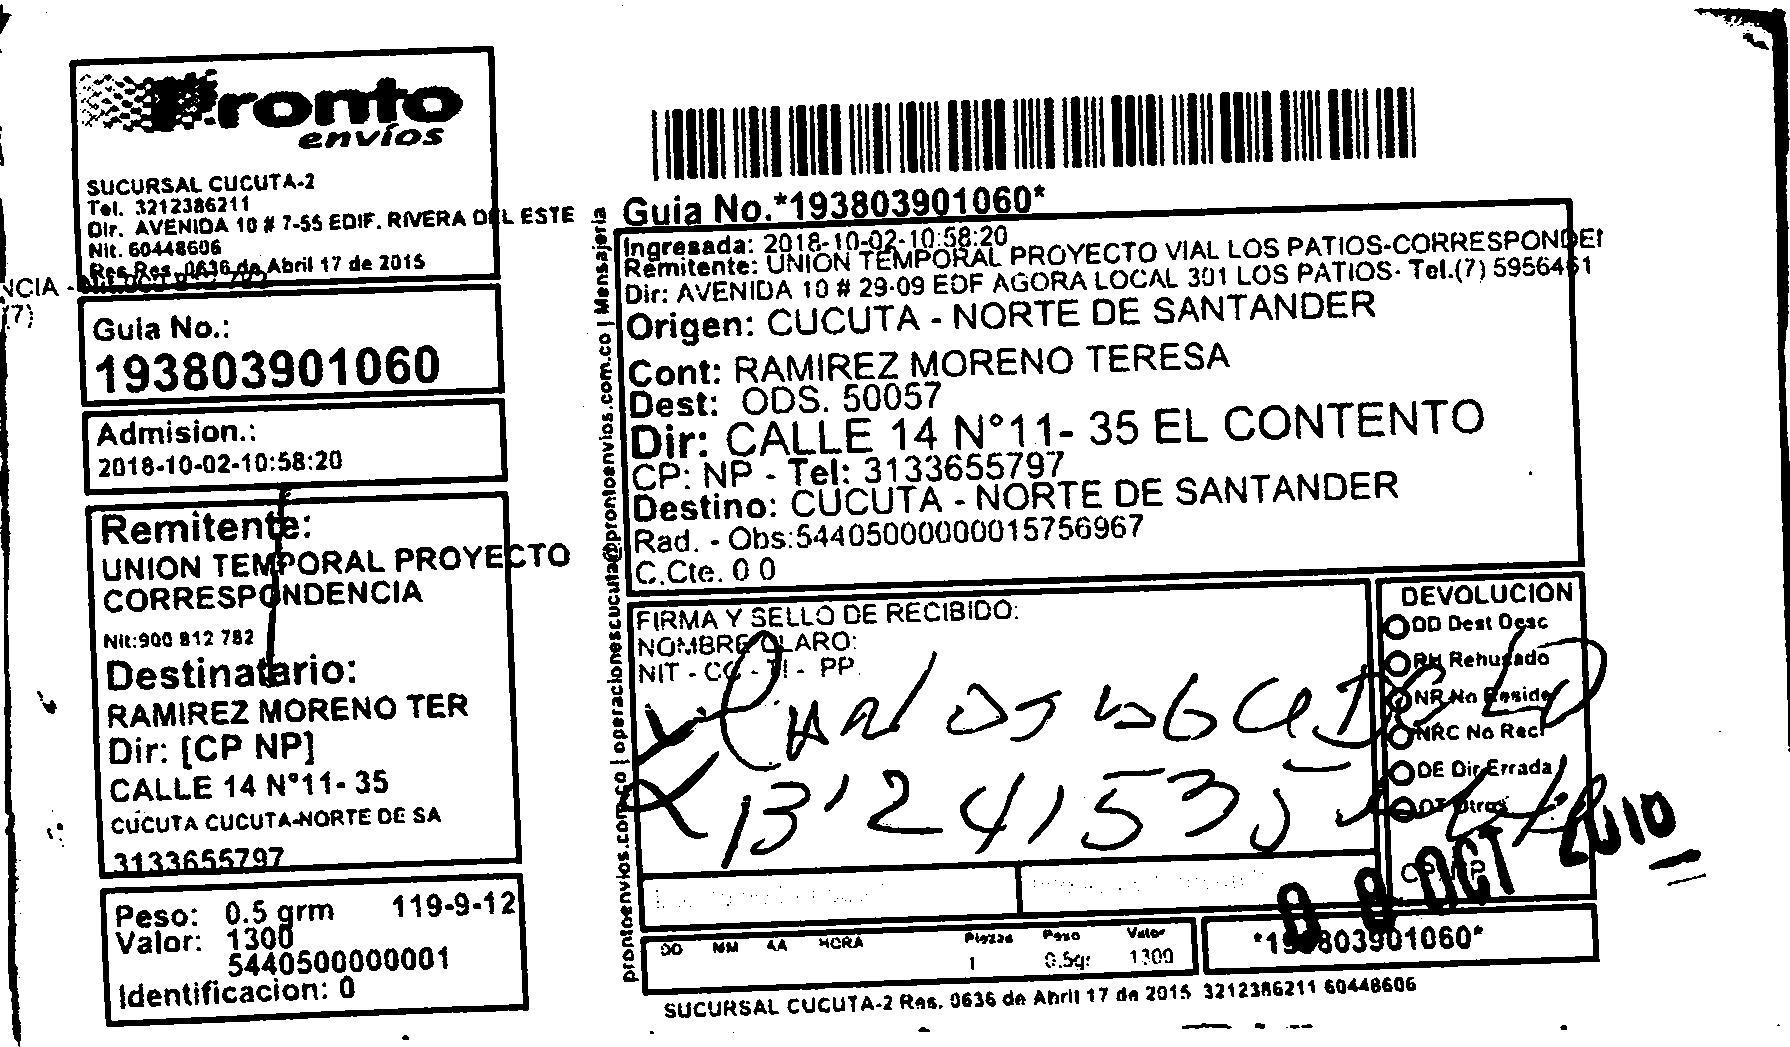 Pronto
envíos
SUCURSAL CUCUTA-2
Tel. 3212386211
Dir. AVENIDA 10 # 7-55 EDIF. RIVERA DEL ESTE
Nit. 60448606
Res.Res. 0636 de Abril 17 de 2015
NCIA -
(7)
Guia No.:
193803901060
Admision.:
2018-10-02-10:58:20
Remitente:
UNION TEMPORAL PROYECTO
CORRESPONDENCIA
Nit:900 812 782
Destinatario:
RAMIREZ MORENO TER
Dir: [CP NP]
CALLE 14 N°11- 35
CUCUTA CUCUTA-NORTE DE SA
3133655797
Peso: 0.5 grm 119-9-12
Valor: 1300
5440500000001
Identificacion: 0
prontoenvios.com.co | operacionescucuta@prontoenvios.com.co | Mensajeria
Guia No.*193803901060*
Ingresada: 2018-10-02-10:58:20
Remitente: UNION TEMPORAL PROYECTO VIAL LOS PATIOS-CORRESPONDEN
Dir: AVENIDA 10 # 29-09 EDF AGORA LOCAL 301 LOS PATIOS- Tel.(7) 5956461
Origen: CUCUTA - NORTE DE SANTANDER
Cont: RAMIREZ MORENO TERESA
Dest: ODS. 50057
Dir: CALLE 14 N°11- 35 EL CONTENTO
CP: NP - Tel: 3133655797
Destino: CUCUTA - NORTE DE SANTANDER
Rad. - Obs:54405000000015756967
C.Cte. 0 0
FIRMA Y SELLO DE RECIBIDO:
NOMBRE CLARO:
NIT - CC - TI - PP.
Carlos
DEVOLUCION
DD Dest Desc
RH Rehusado
NR No Reside
NRC No Recl
DE Dir Errada
OT Otros
OCT
DD MM AA HORA
Piezas Peso Valor
1 0.5gr 1300
*193803901060*
SUCURSAL CUCUTA-2 Res. 0636 de Abril 17 de 2015 3212386211 60448606